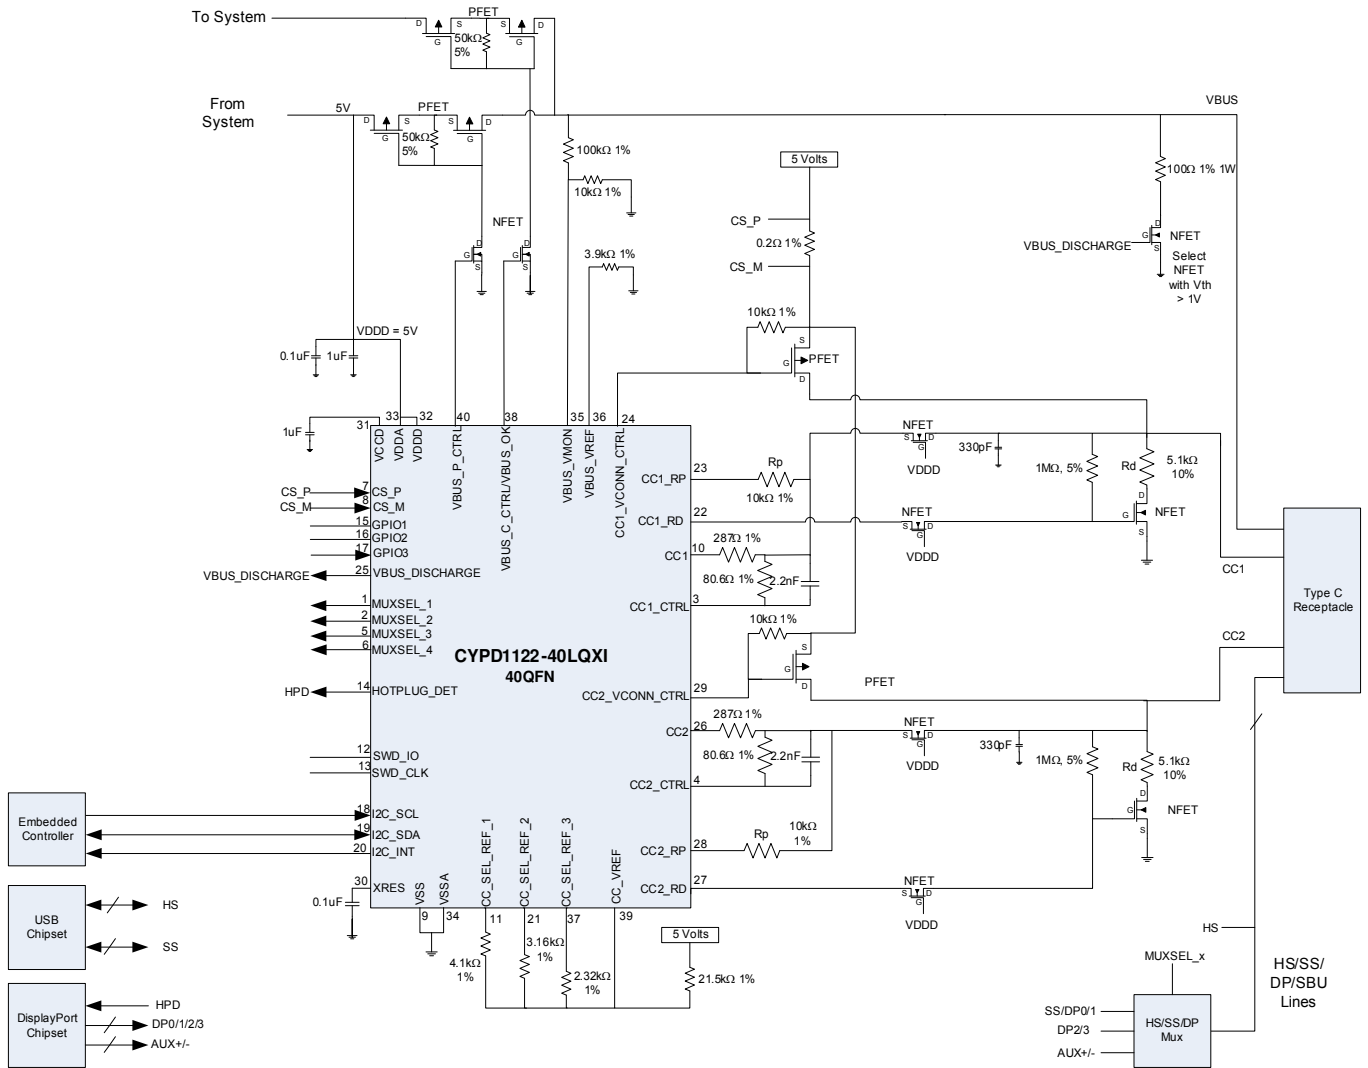 To System
PFET
D
S
S
D
G
G
50kΩ
5%
From
System
5V
PFET
D
S
S
D
G
G
50kΩ
5%
VBUS
100kΩ 1%
10kΩ 1%
5 Volts
100Ω 1% 1W
CS_P
0.2Ω 1%
CS_M
NFET
D
G
S
D
G
S
3.9kΩ 1%
VBUS_DISCHARGE
D
G
S
NFET
Select
NFET
with Vth
> 1V
10kΩ 1%
VDDD = 5V
0.1uF
1uF
S
G
D
PFET
1uF
31
33
32
40
38
35
36
24
VCCD
VDDA
VDDD
VBUS_P_CTRL
VBUS_C_CTRL/VBUS_OK
VBUS_VMON
VBUS_VREF
CC1_VCONN_CTRL
NFET
S
D
G
VDDD
330pF
1MΩ, 5%
Rd
5.1kΩ
10%
23
CC1_RP
Rp
10kΩ 1%
CS_P
7
CS_P
CS_M
8
CS_M
15
GPIO1
16
GPIO2
17
GPIO3
22
CC1_RD
NFET
S
D
G
VDDD
D
G
S
NFET
10
CC1
287Ω 1%
80.6Ω 1%
2.2nF
VBUS_DISCHARGE
25
VBUS_DISCHARGE
CC1
Type C
Receptacle
1
MUXSEL_1
2
MUXSEL_2
5
MUXSEL_3
6
MUXSEL_4
3
CC1_CTRL
10kΩ 1%
CC2
CYPD1122-40LQXI
40QFN
S
G
D
PFET
HPD
14
HOTPLUG_DET
29
CC2_VCONN_CTRL
26
CC2
287Ω 1%
80.6Ω 1%
2.2nF
NFET
S
D
G
VDDD
330pF
1MΩ, 5%
Rd
5.1kΩ
10%
12
SWD_IO
13
SWD_CLK
4
CC2_CTRL
D
G
S
NFET
Embedded
Controller
18
I2C_SCL
19
I2C_SDA
20
I2C_INT
28
CC2_RP
Rp
10kΩ
1%
30
XRES
0.1uF
27
CC2_RD
NFET
S
D
G
VDDD
VSS
VSSA
CC_SEL_REF_1
CC_SEL_REF_2
CC_SEL_REF_3
CC_VREF
9
34
11
21
37
39
4.1kΩ
1%
3.16kΩ
1%
2.32kΩ
1%
5 Volts
21.5kΩ 1%
USB
Chipset
HS
SS
DisplayPort
Chipset
HPD
DP0/1/2/3
AUX+/-
HS
MUXSEL_x
HS/SS/
DP/SBU
Lines
SS/DP0/1
DP2/3
AUX+/-
HS/SS/DP
Mux